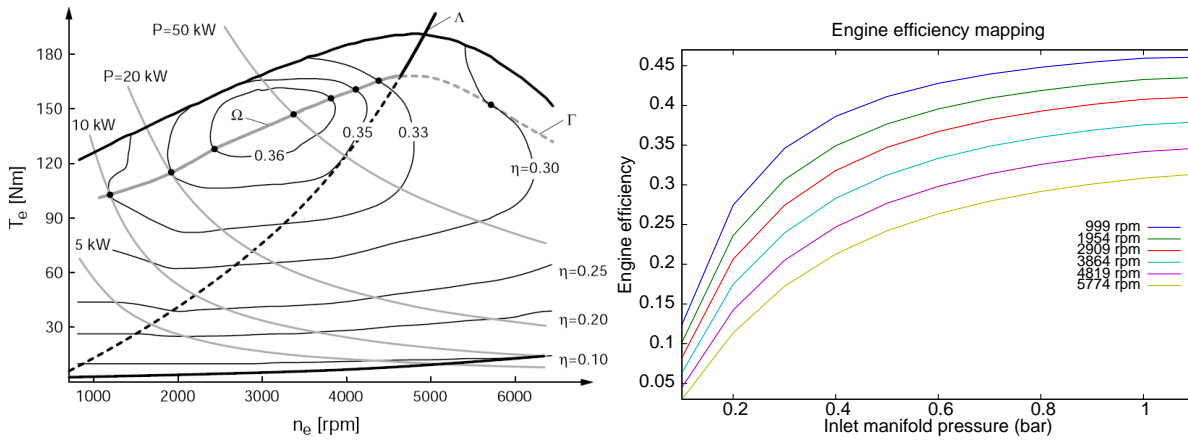 P=50 kW
Λ
180
P=20 kW
150
10 kW
Ω
0.35
0.33
Γ
0.36
η=0.30
120
90
5 kW
60
η=0.25
η=0.20
30
η=0.10
Tₑ [Nm]
1000 2000 3000 4000 5000 6000
nₑ [rpm]
Engine efficiency mapping
0.45
0.4
0.35
0.3
0.25
0.2
0.15
0.1
0.05
Engine efficiency
999 rpm
1954 rpm
2909 rpm
3864 rpm
4819 rpm
5774 rpm
0.2 0.4 0.6 0.8 1
Inlet manifold pressure (bar)